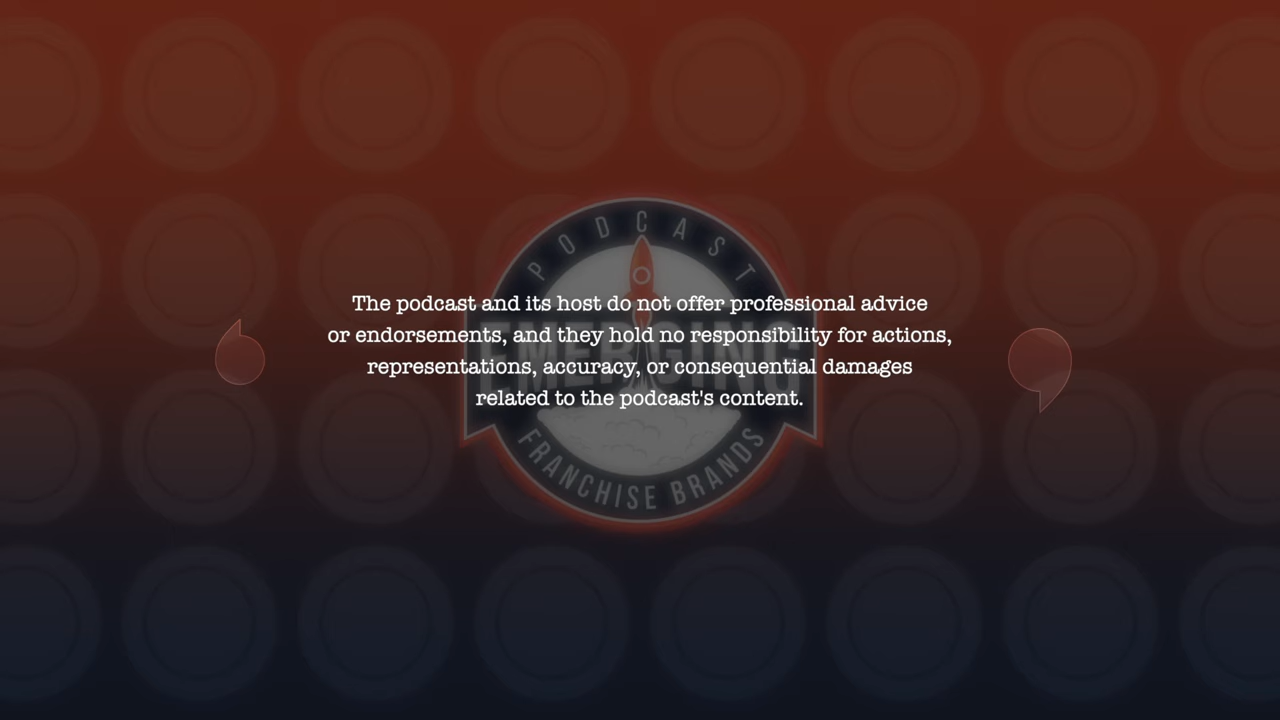 PODCAST
The podcast and its host do not offer professional advice
or endorsements, and they hold no responsibility for actions,
EMERGING
representations, accuracy, or consequential damages
related to the podcast's content.
FRANCHISE BRANDS